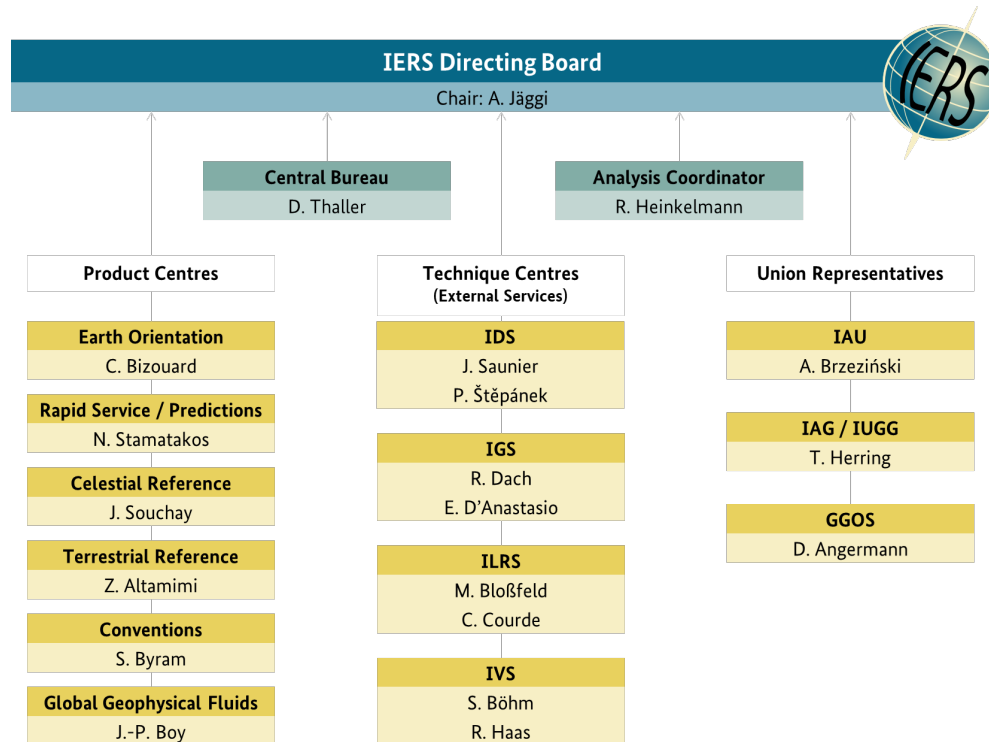 IERS Directing Board
IERS
Chair: A. Jäggi
Central Bureau
D. Thaller
Analysis Coordinator
R. Heinkelmann
Product Centres
Earth Orientation
C. Bizouard
Rapid Service / Predictions
N. Stamatakos
Celestial Reference
J. Souchay
Terrestrial Reference
Z. Altamimi
Conventions
S. Byram
Global Geophysical Fluids
J.-P. Boy
Technique Centres
(External Services)
IDS
J. Saunier
P. Štěpánek
IGS
R. Dach
E. D’Anastasio
ILRS
M. Bloßfeld
C. Courde
IVS
S. Böhm
R. Haas
Union Representatives
IAU
A. Brzeziński
IAG / IUGG
T. Herring
GGOS
D. Angermann